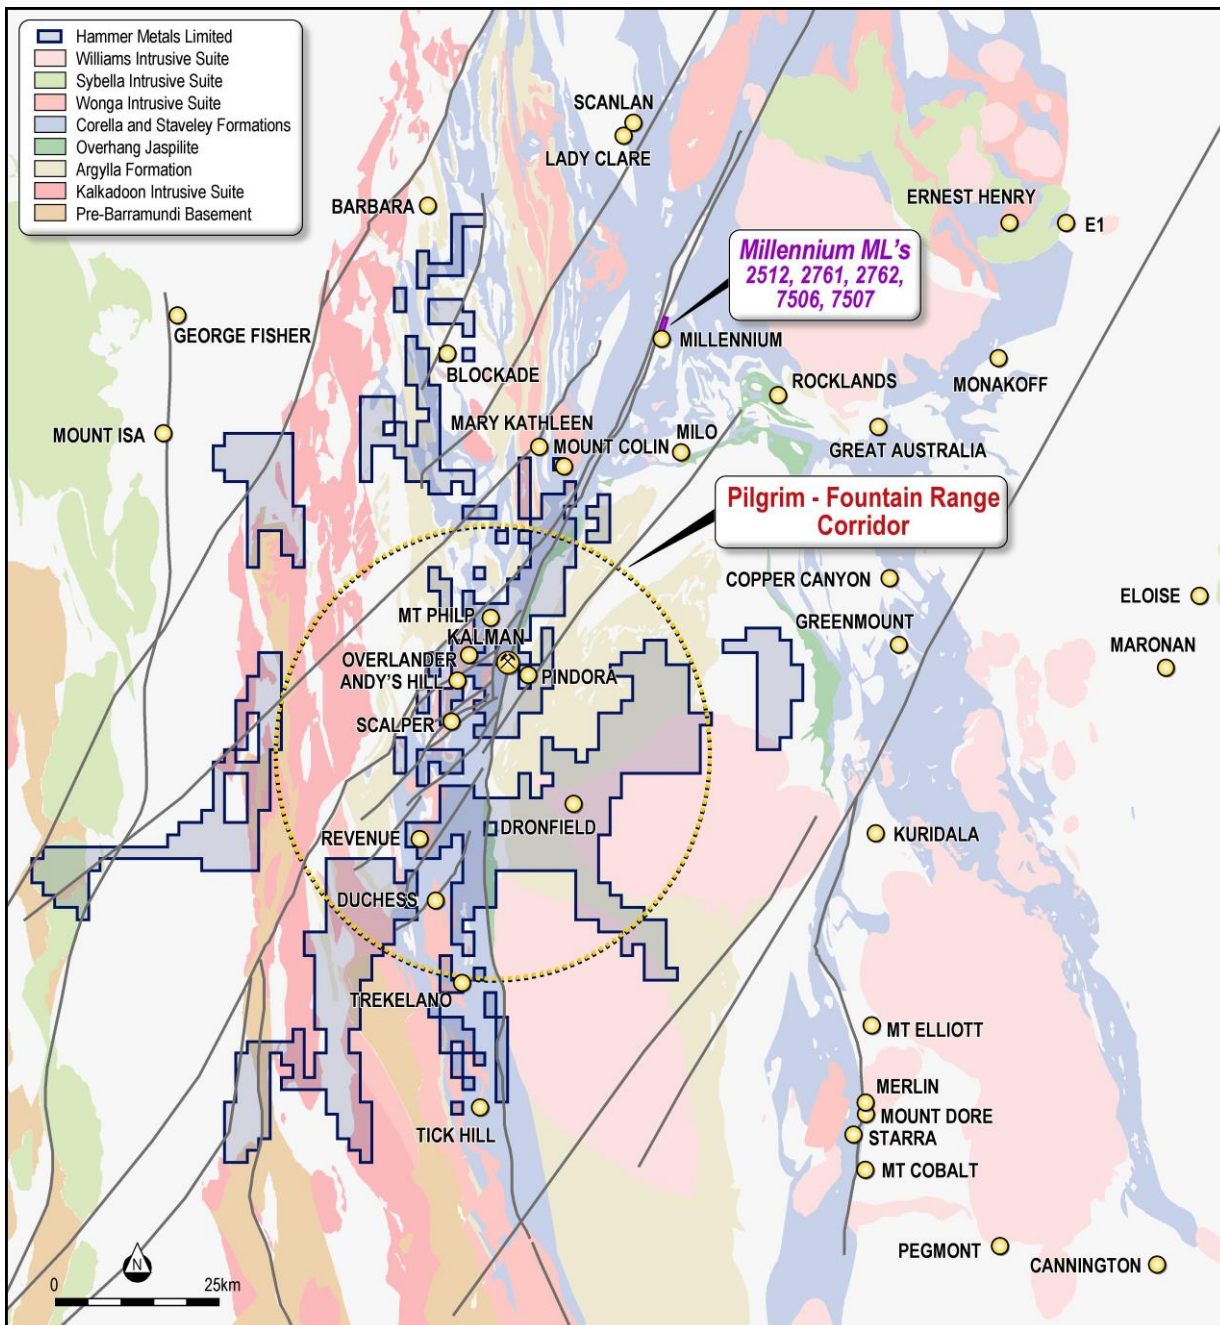 Hammer Metals Limited
Williams Intrusive Suite
Sybella Intrusive Suite
Wonga Intrusive Suite
Corella and Staveley Formations
Overhang Jaspilite
Argylla Formation
Kalkadoon Intrusive Suite
Pre-Barramundi Basement
SCANLAN
LADY CLARE
BARBARA
ERNEST HENRY
E1
Millennium ML's
2512, 2761, 2762,
7506, 7507
GEORGE FISHER
MILLENNIUM
BLOCKADE
MONAKOFF
ROCKLANDS
MOUNT ISA
MARY KATHLEEN
MOUNT COLIN
MILO
GREAT AUSTRALIA
Pilgrim - Fountain Range
Corridor
COPPER CANYON
ELOISE
MT PHILP
GREENMOUNT
KALMAN
MARONAN
OVERLANDER
ANDY'S HILL
PINDORA
SCALPER
DRONFIELD
REVENUE
KURIDALA
DUCHESS
TREKELANO
MT ELLIOTT
MERLIN
MOUNT DORE
TICK HILL
STARRA
MT COBALT
PEGMONT
CANNINGTON
N
0 25km